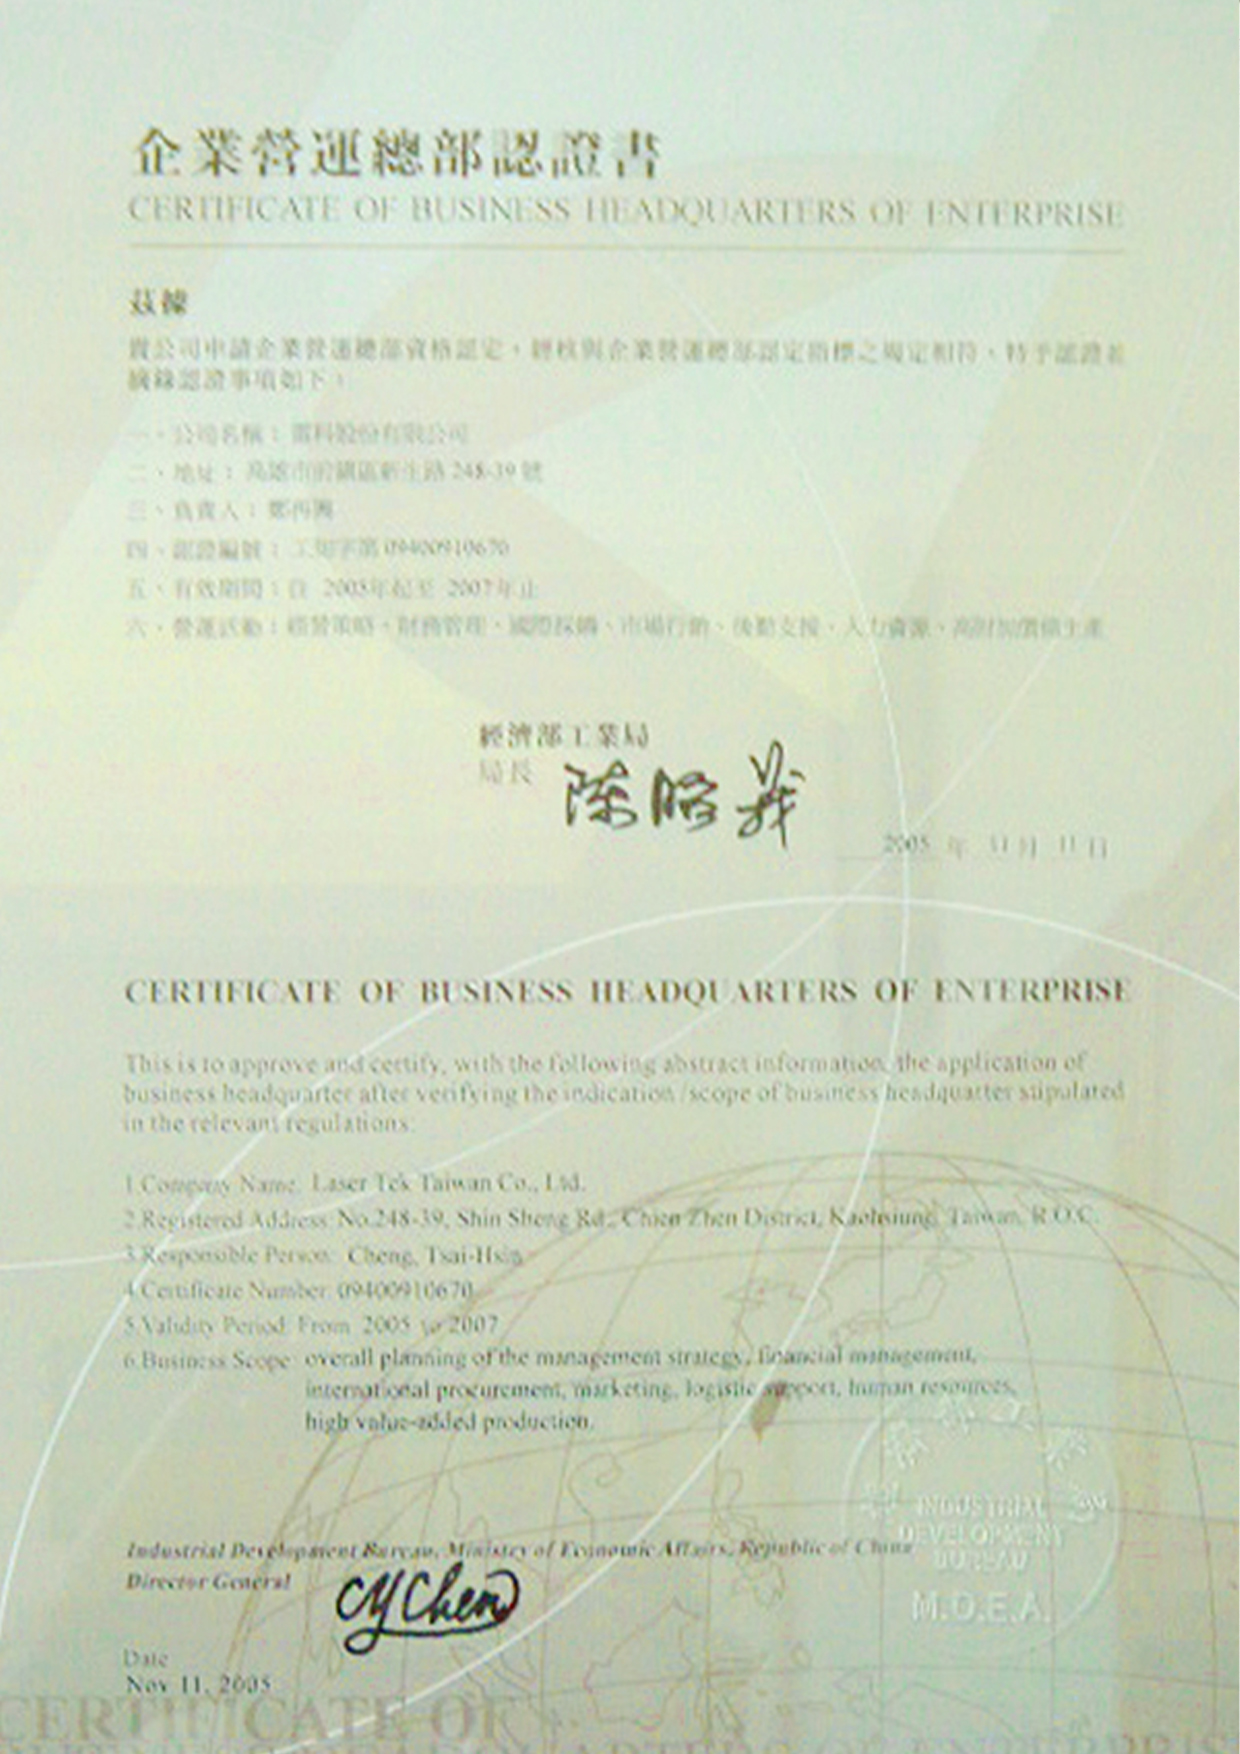 企業營運總部認證書
CERTIFICATE OF BUSINESS HEADQUARTERS OF ENTERPRISE
茲據
貴公司申請企業營運總部資格認定，經核與企業營運總部認定指標之規定相符，特予認證並
摘錄認證事項如下：
一、公司名稱：雷科股份有限公司
二、地址：高雄市前鎮區新生路 248-39 號
三、負責人：鄭再興
四、認證編號：工知字第 09400910670
五、有效期間：自 2005年起至 2007年止
六、營運活動：經營策略、財務管理、國際採購、市場行銷、後勤支援、人力資源、高附加價值生產
經濟部工業局
局長 陳昭義
2005 年 11 月 11 日
CERTIFICATE OF BUSINESS HEADQUARTERS OF ENTERPRISE
This is to approve and certify, with the following abstract information, the application of
business headquarter after verifying the indication /scope of business headquarter stipulated
in the relevant regulations:
1.Company Name: Laser Tek Taiwan Co., Ltd.
2.Registered Address: No.248-39, Shin Sheng Rd., Chien Zhen District, Kaohsiung, Taiwan, R.O.C.
3.Responsible Person: Cheng, Tsai-Hsin
4.Certificate Number: 09400910670
5.Validity Period: From 2005 to 2007
6.Business Scope: overall planning of the management strategy, financial management,
international procurement, marketing, logistic support, human resources,
high value-added production.
INDUSTRIAL
DEVELOPMENT
BUREAU
M.O.E.A.
Industrial Development Bureau, Ministry of Economic Affairs, Republic of China
Director General CY Chen
Date
Nov 11, 2005
CERTIFICATE OF